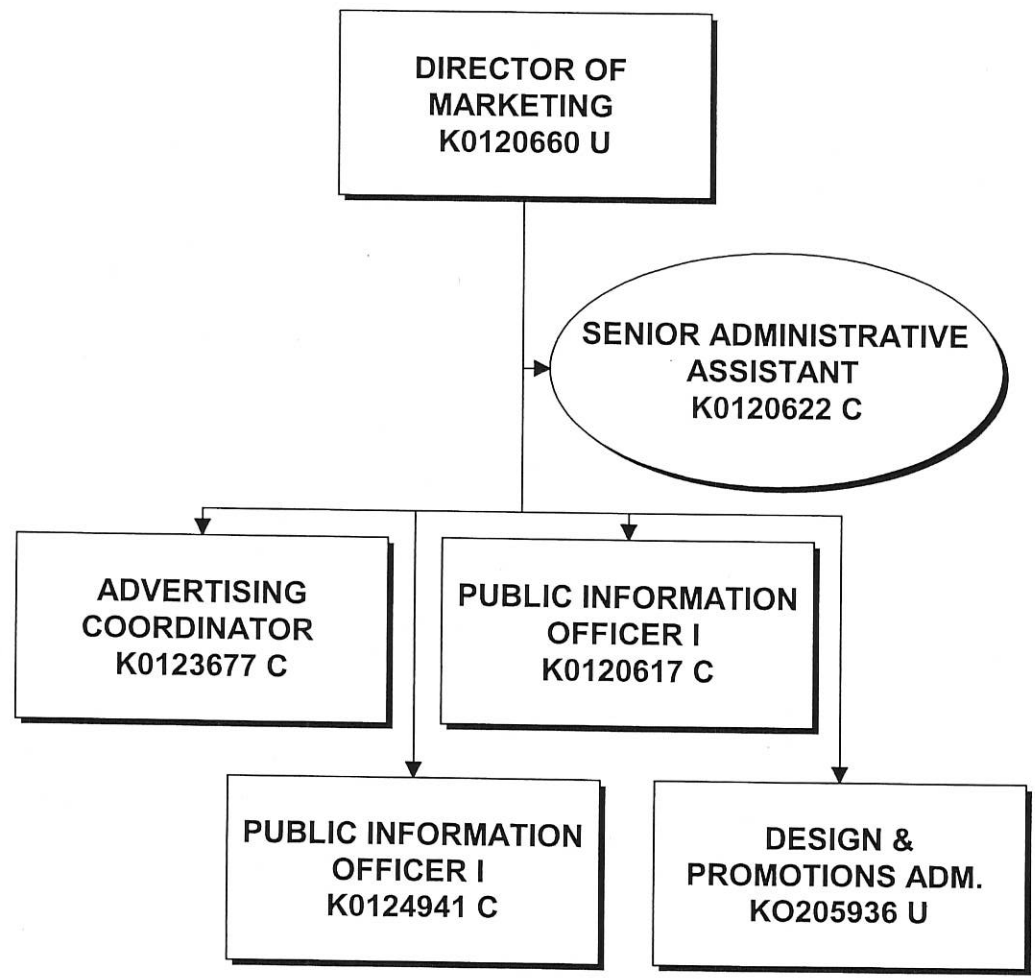 DIRECTOR OF
MARKETING
K0120660 U
SENIOR ADMINISTRATIVE
ASSISTANT
K0120622 C
ADVERTISING
COORDINATOR
K0123677 C
PUBLIC INFORMATION
OFFICER I
K0120617 C
PUBLIC INFORMATION
OFFICER I
K0124941 C
DESIGN &
PROMOTIONS ADM.
KO205936 U